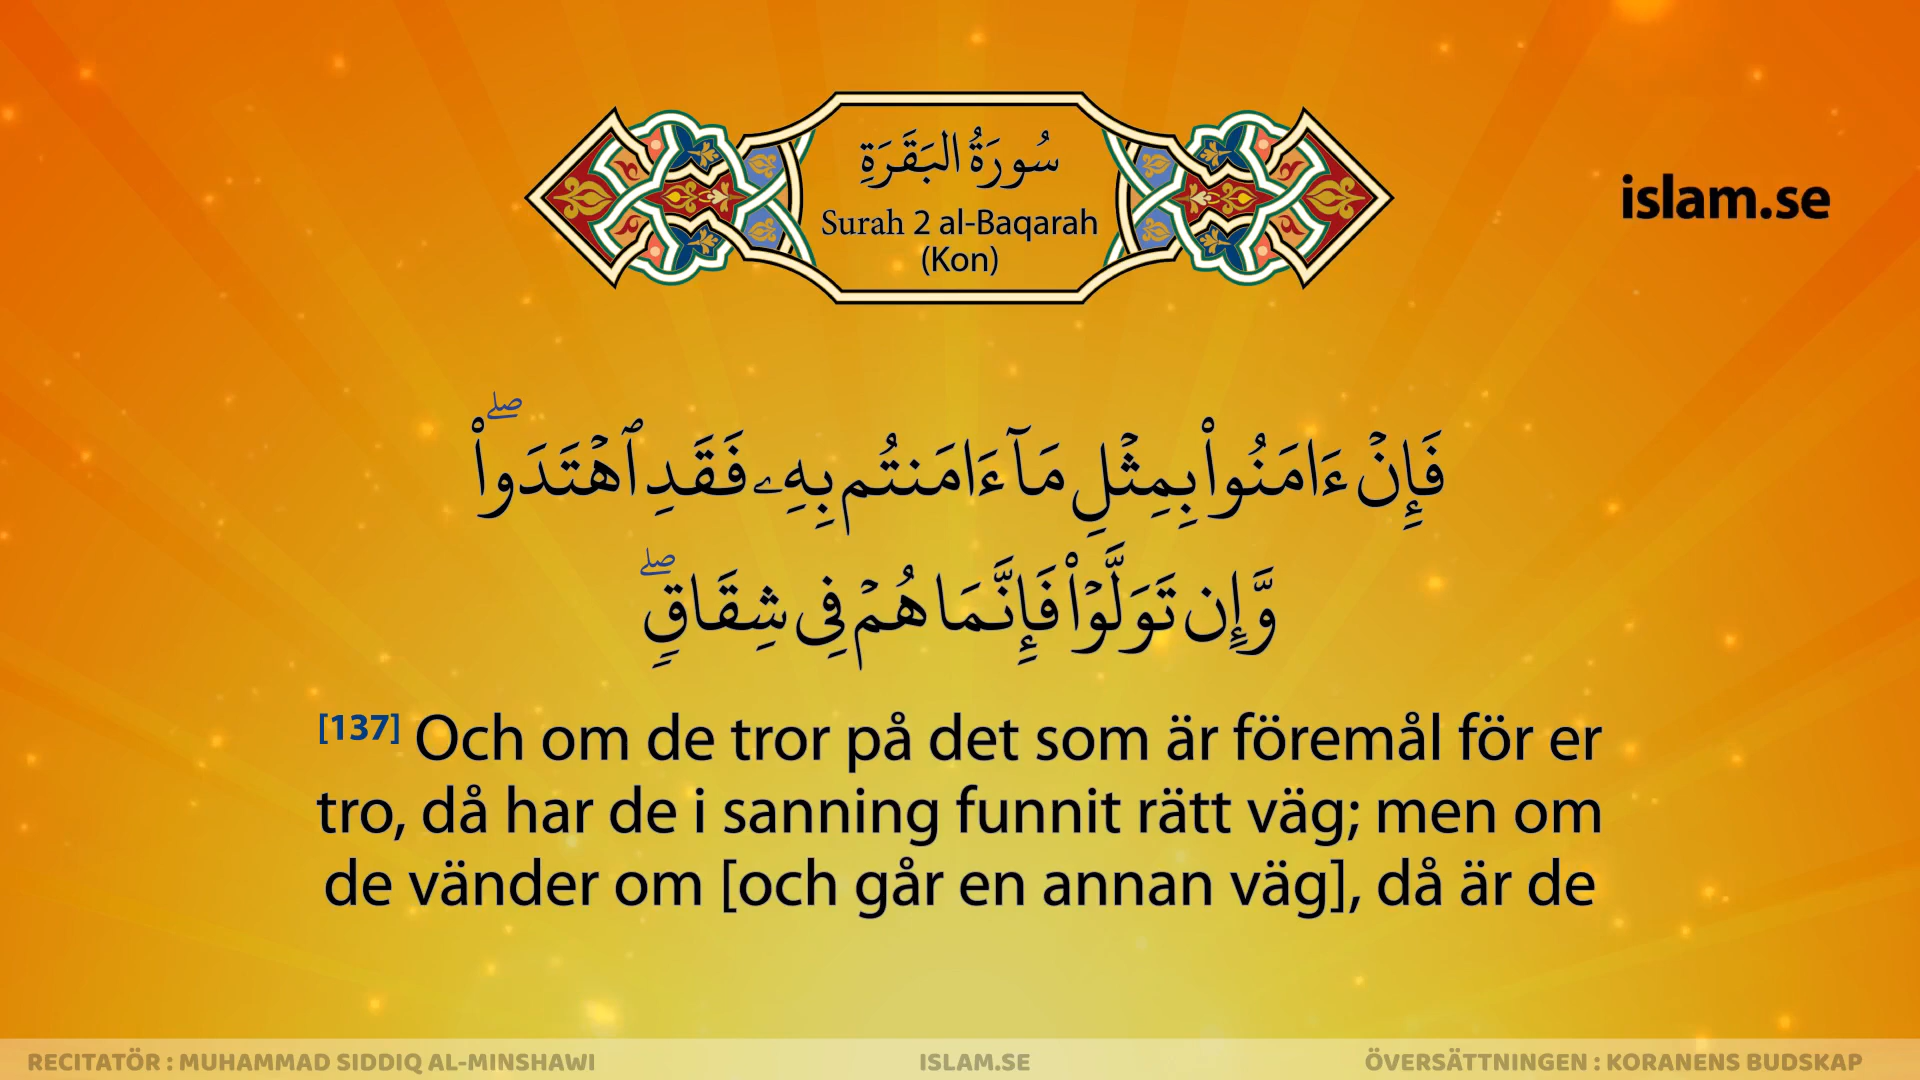 سُورَةُ البَقَرَةِ
Surah 2 al-Baqarah
(Kon)
islam.se
فَإِنۡ ءَامَنُواْ بِمِثۡلِ مَآ ءَامَنتُم بِهِۦ فَقَدِ ٱهۡتَدَواْۖ
وَّإِن تَوَلَّوۡاْ فَإِنَّمَا هُمۡ فِي شِقَاقٖۖ
[137] Och om de tror på det som är föremål för er
tro, då har de i sanning funnit rätt väg; men om
de vänder om [och går en annan väg], då är de
RECITATÖR : MUHAMMAD SIDDIQ AL-MINSHAWI
ISLAM.SE
ÖVERSÄTTNINGEN : KORANENS BUDSKAP